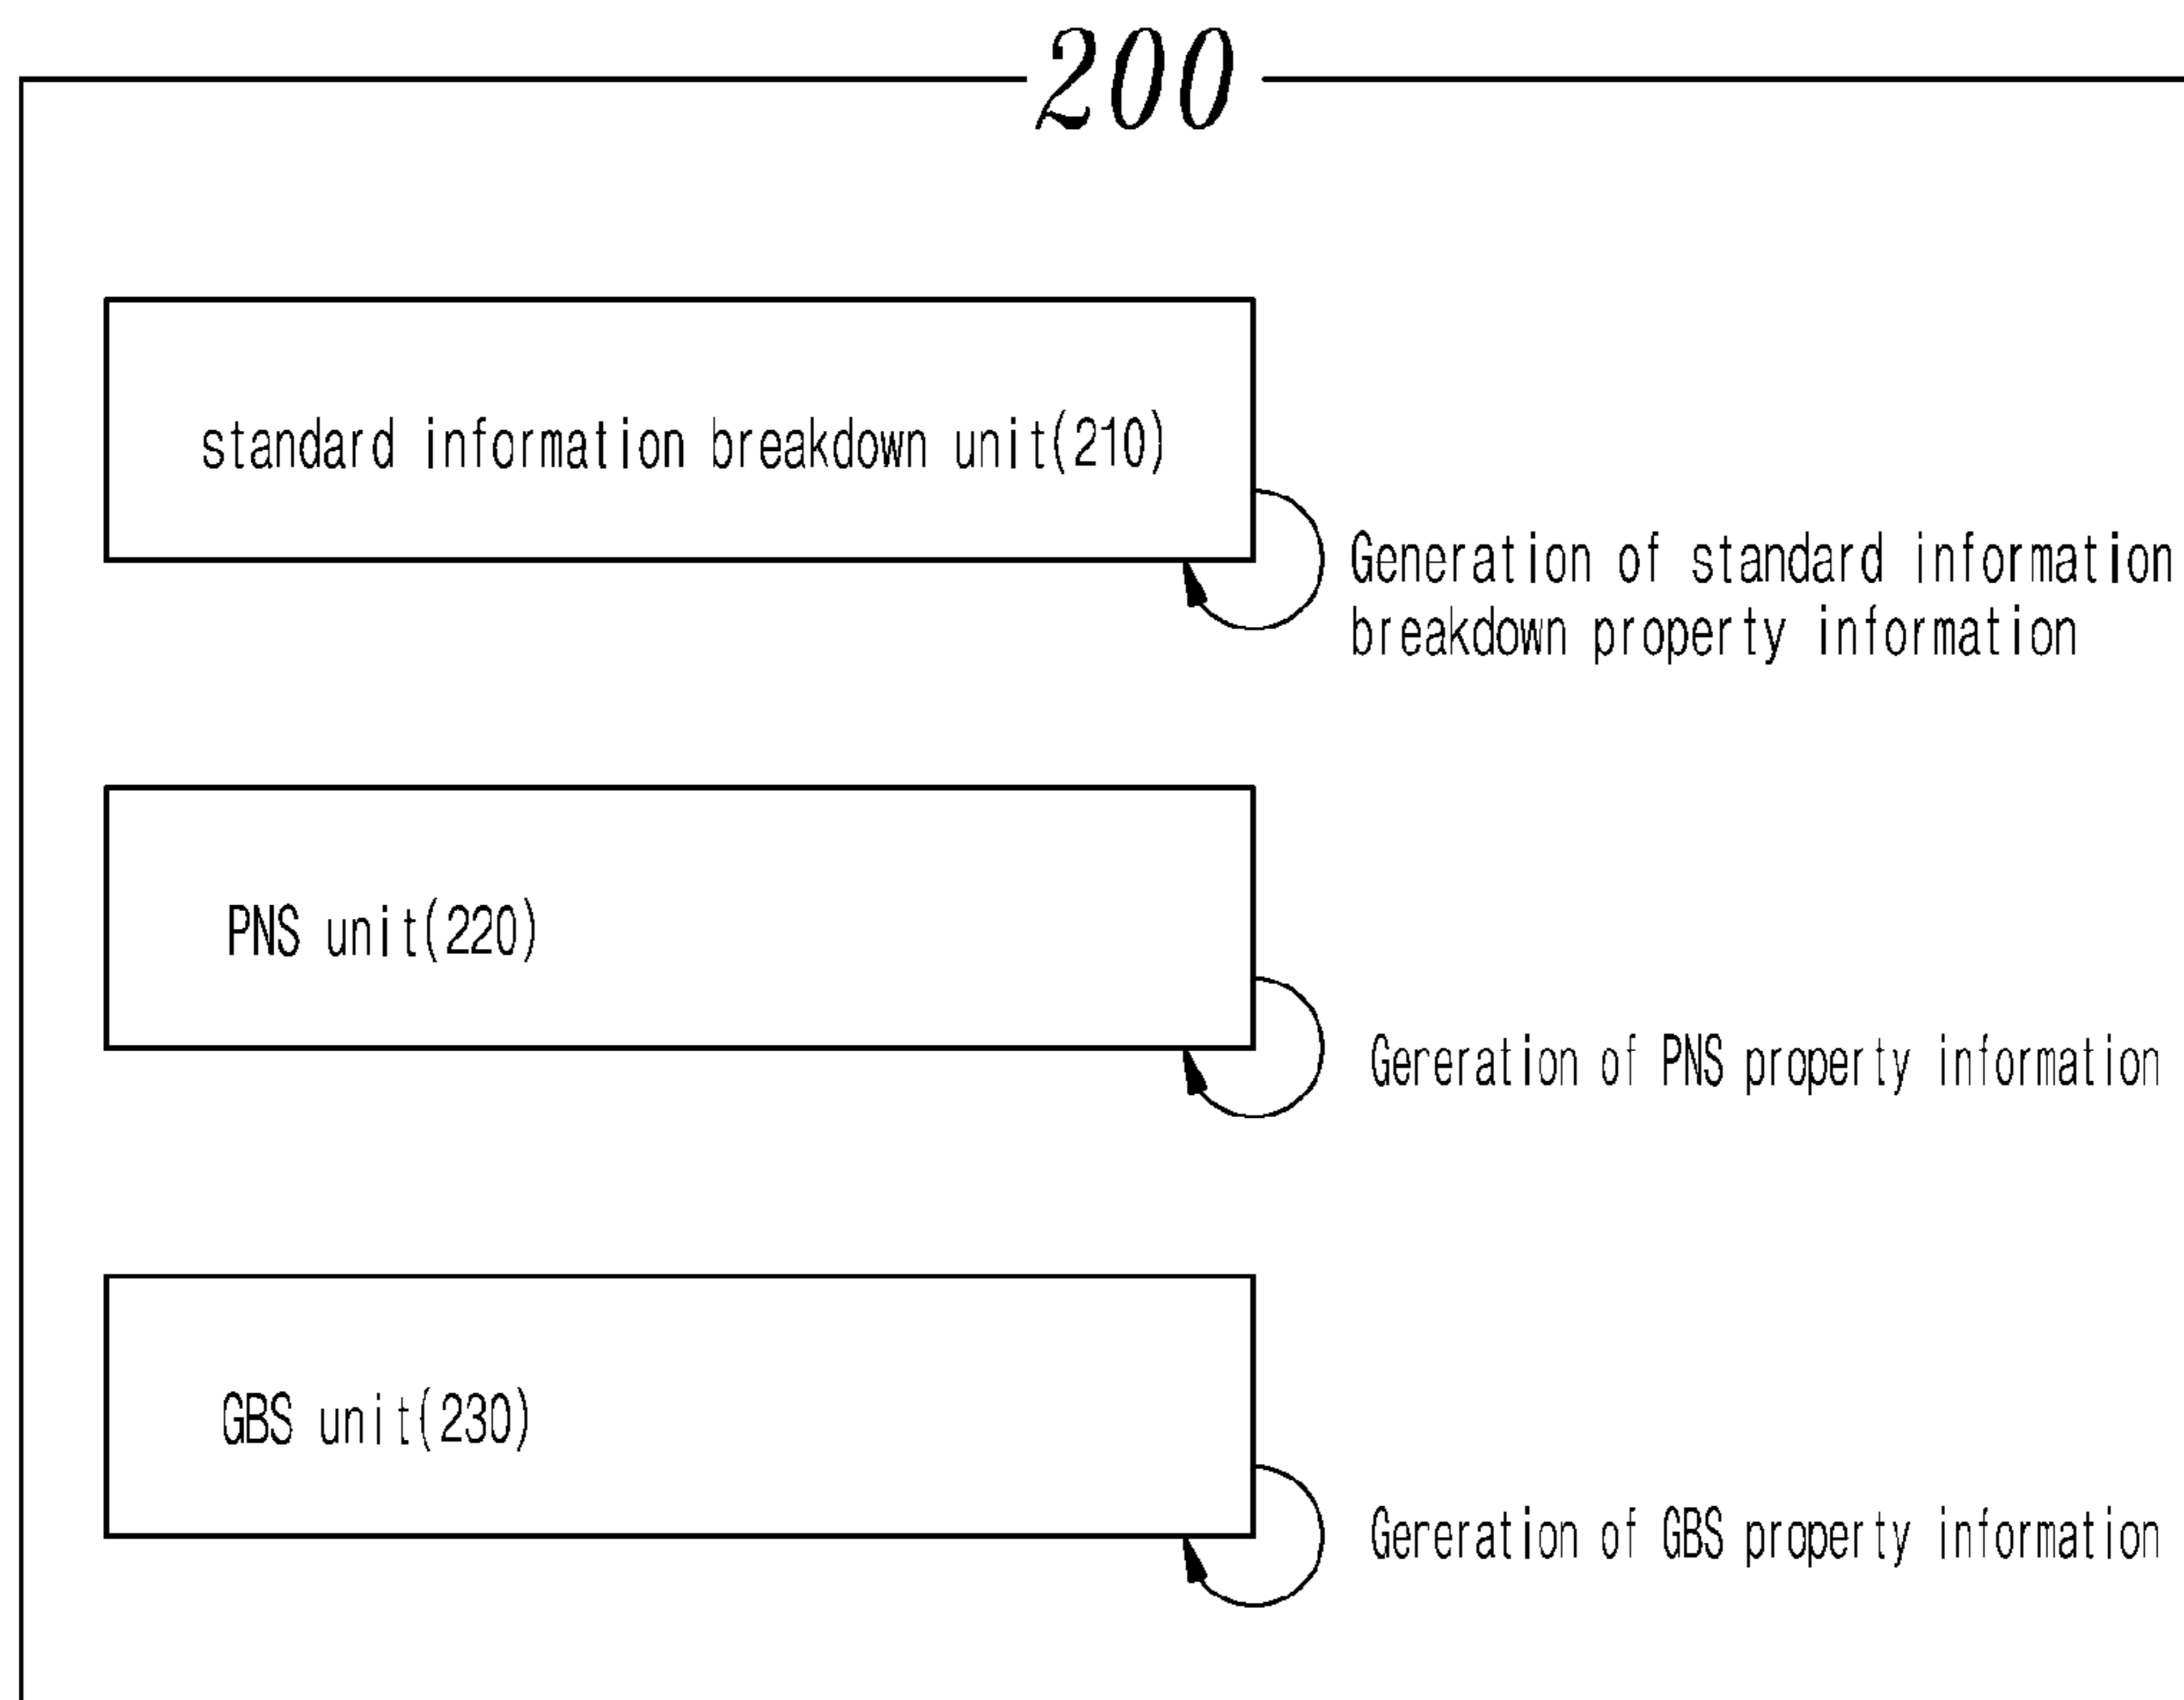 200
standard information breakdown unit(210)
Generation of standard information
breakdown property information
PNS unit(220)
Gereration of PNS property information
GBS unit(230)
Gereration of GBS property information